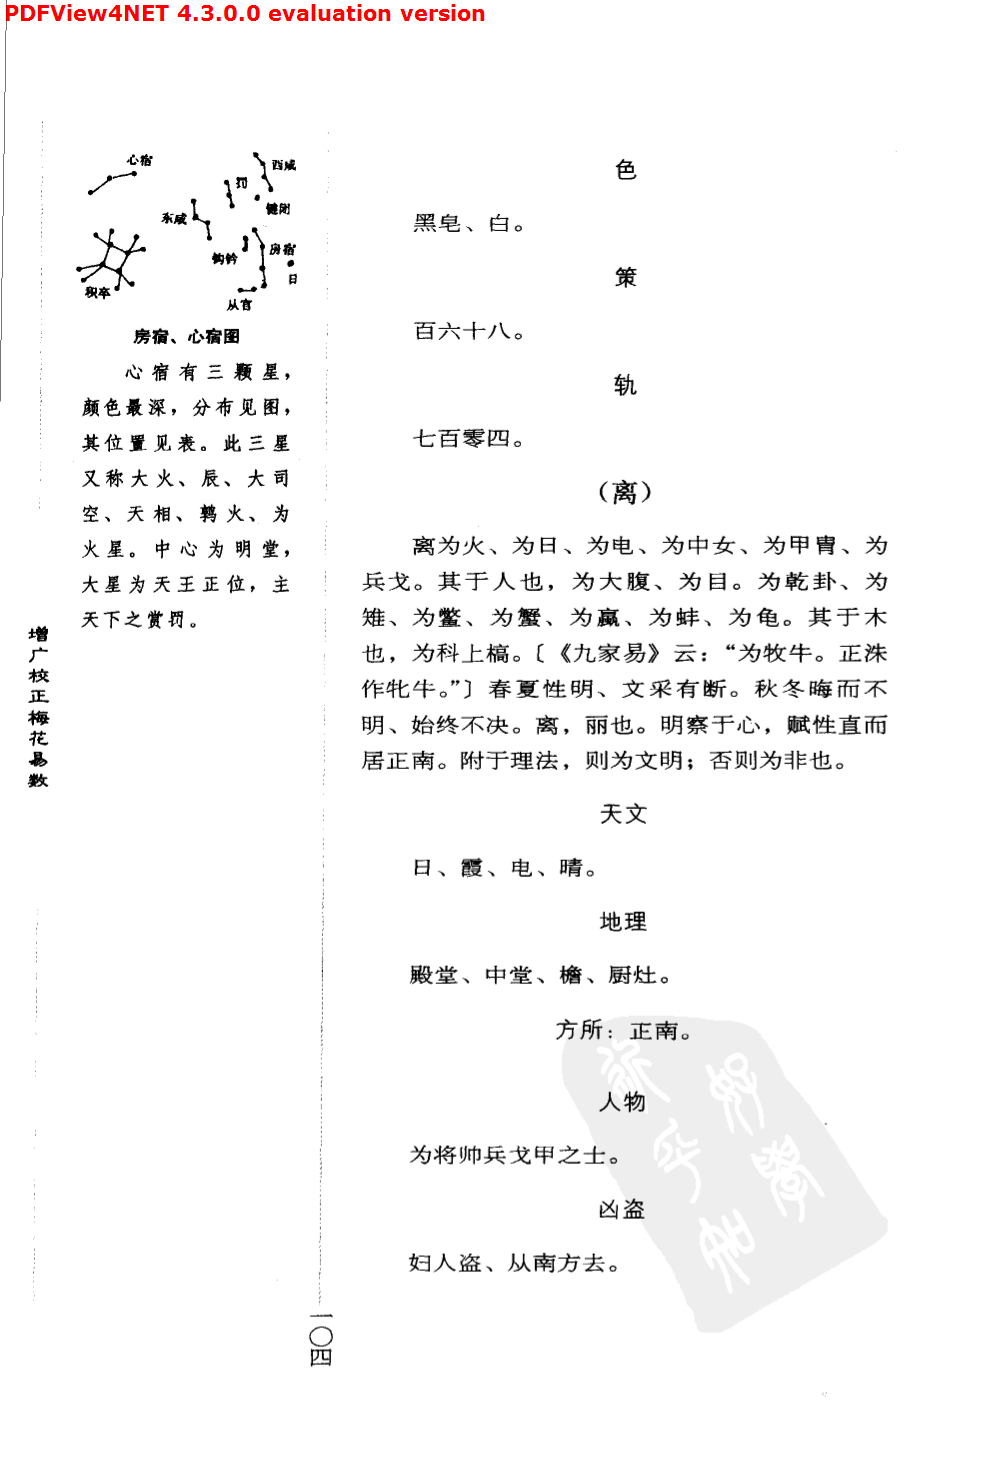 PDFView4NET 4.3.0.0 evaluation version
心宿
西咸
罚
键闭
东咸
钩钤
房宿
日
积卒
从官
房宿、心宿图
心宿有三颗星，
颜色最深，分布见图，
其位置见表。此三星
又称大火、辰、大司
空、天相、鹑火、为
火星。中心为明堂，
大星为天王正位，主
天下之赏罚。
增广校正梅花易数
一〇四
色
黑皂、白。
策
百六十八。
轨
七百零四。
（离）
离为火、为日、为电、为中女、为甲胄、为
兵戈。其于人也，为大腹、为目。为乾卦、为
雉、为鳖、为蟹、为蠃、为蚌、为龟。其于木
也，为科上槁。〔《九家易》云：“为牧牛。正洙
作牝牛。”〕春夏性明、文采有断。秋冬晦而不
明、始终不决。离，丽也。明察于心，赋性直而
居正南。附于理法，则为文明；否则为非也。
天文
日、霞、电、晴。
地理
殿堂、中堂、檐、厨灶。
方所：正南。
人物
为将帅兵戈甲之士。
凶盗
妇人盗、从南方去。